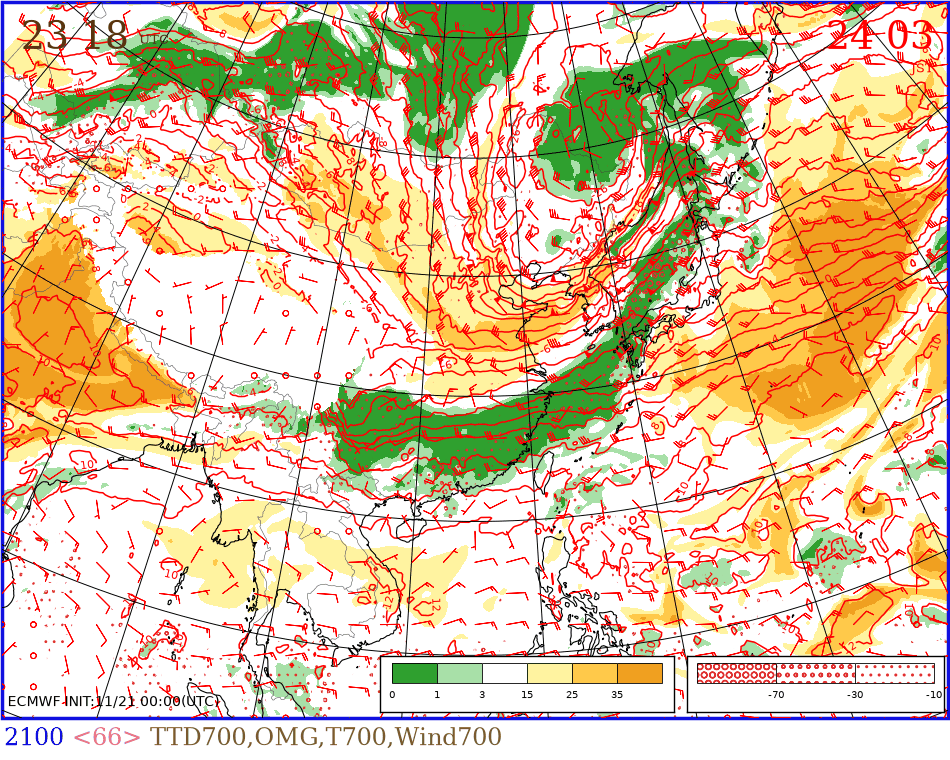 23 18 UTC 24 03
ECMWF-INIT:11/21 00:00(UTC)
0 1 3 15 25 35
-70 -30 -10
2100 <66> TTD700,OMG,T700,Wind700